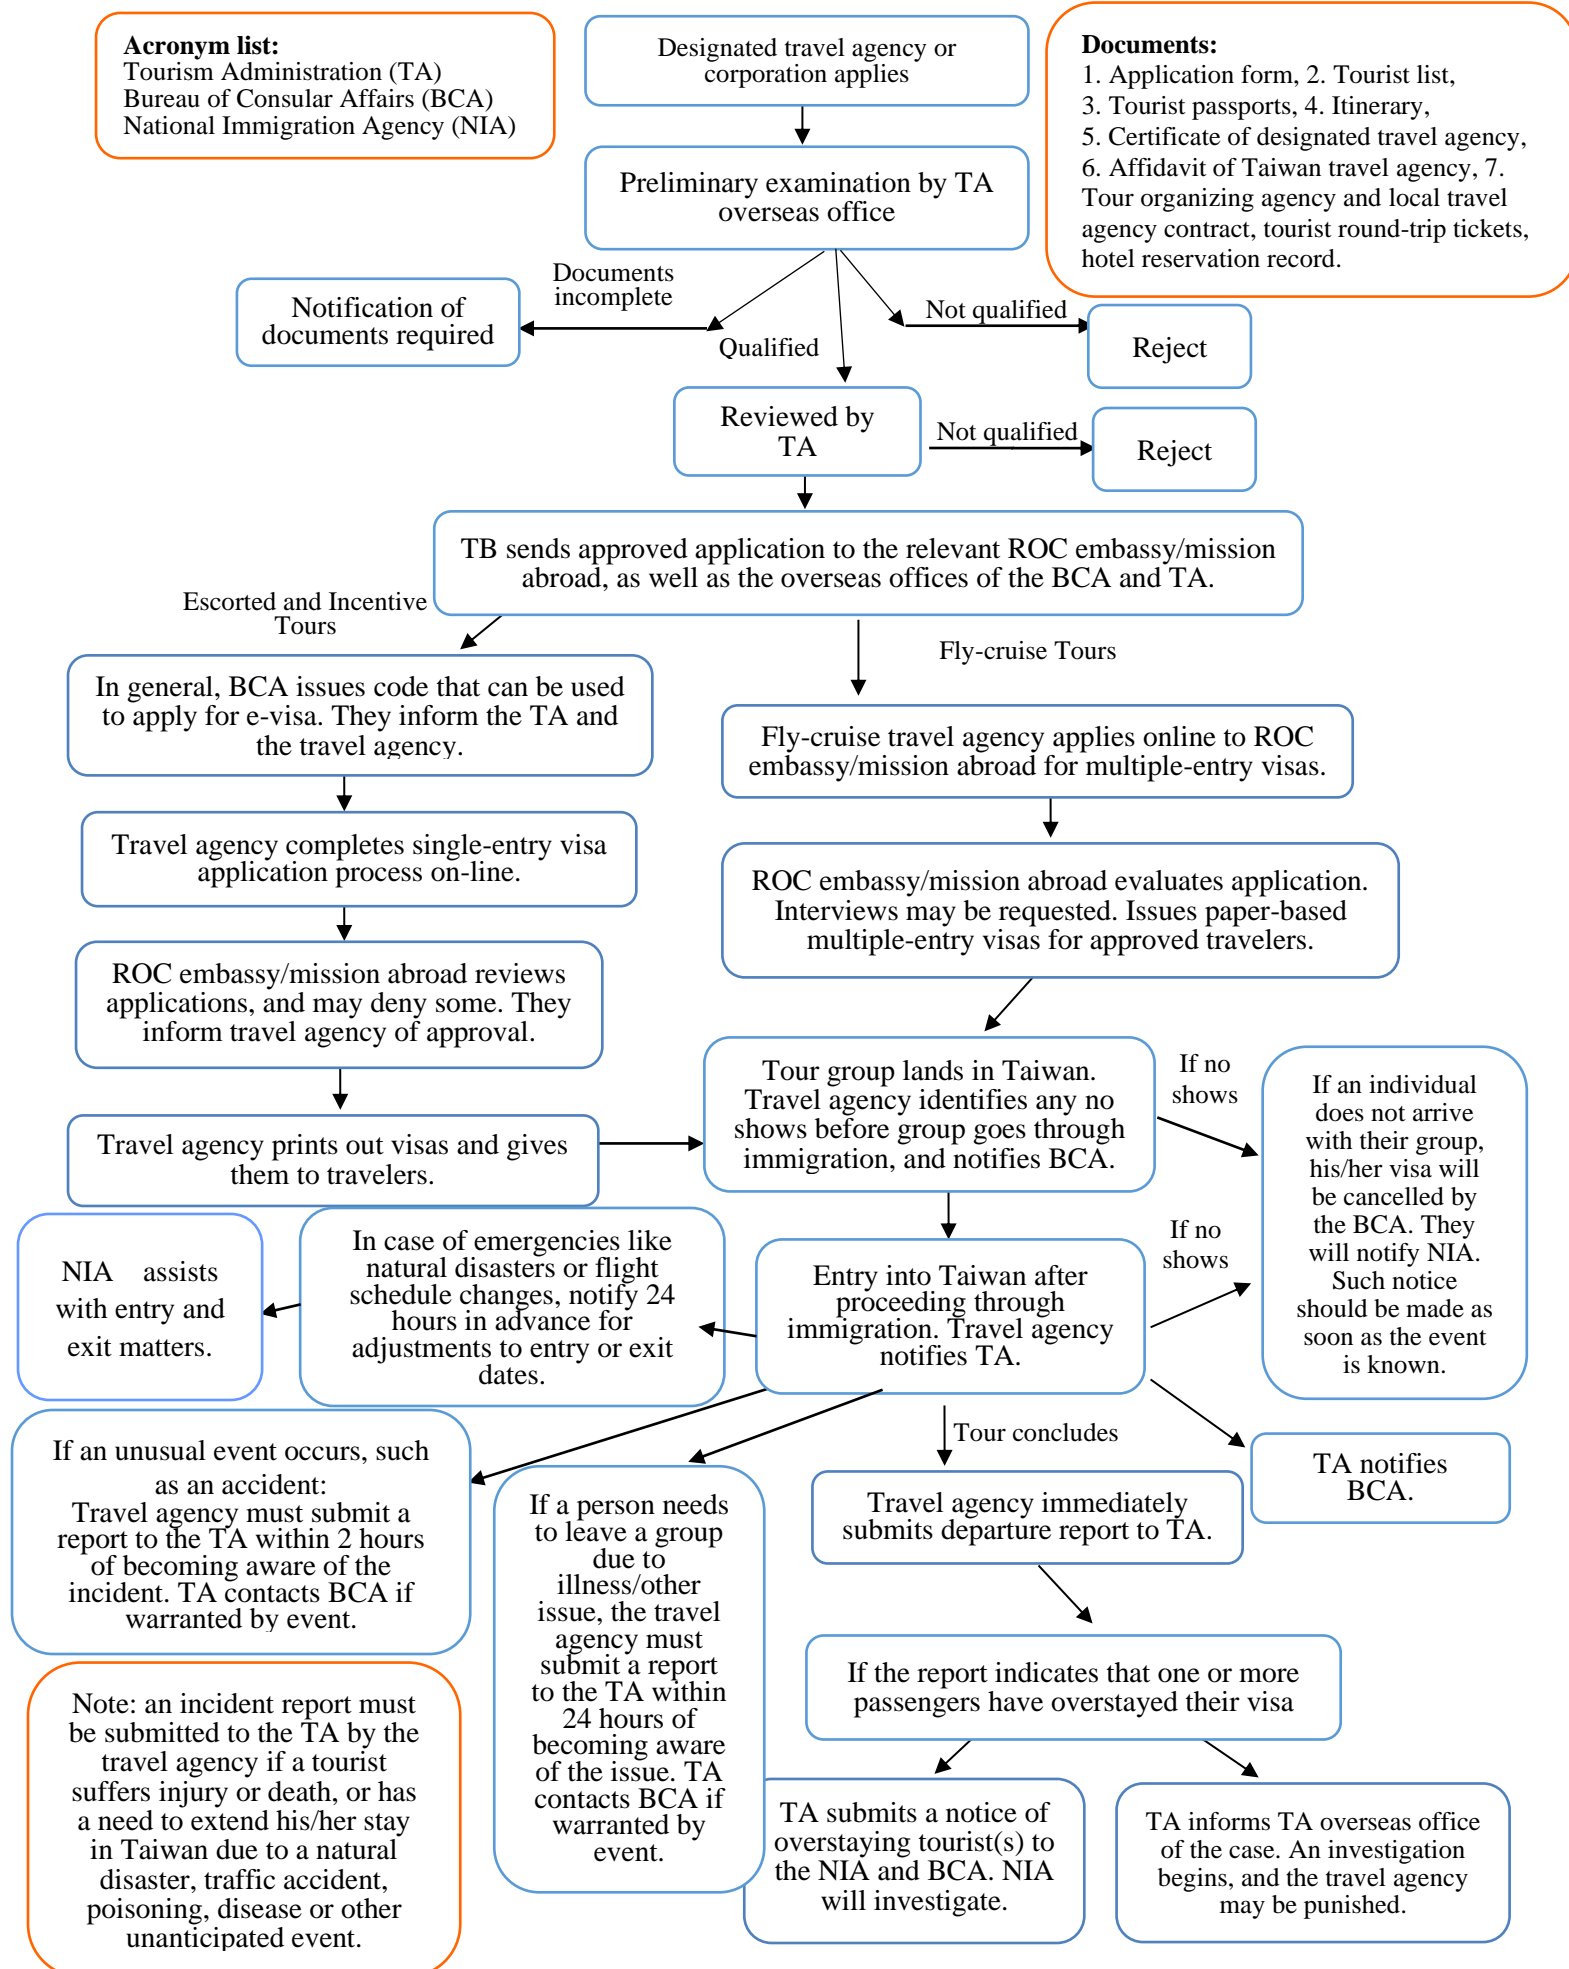 Acronym list:
Tourism Administration (TA)
Bureau of Consular Affairs (BCA)
National Immigration Agency (NIA)
Designated travel agency or
corporation applies
Documents:
1. Application form, 2. Tourist list,
3. Tourist passports, 4. Itinerary,
5. Certificate of designated travel agency,
6. Affidavit of Taiwan travel agency, 7.
Tour organizing agency and local travel
agency contract, tourist round-trip tickets,
hotel reservation record.
Preliminary examination by TA
overseas office
Documents
incomplete
Notification of
documents required
Qualified
Not qualified
Reject
Reviewed by
TA
Not qualified
Reject
TB sends approved application to the relevant ROC embassy/mission
abroad, as well as the overseas offices of the BCA and TA.
Escorted and Incentive
Tours
Fly-cruise Tours
In general, BCA issues code that can be used
to apply for e-visa. They inform the TA and
the travel agency.
Fly-cruise travel agency applies online to ROC
embassy/mission abroad for multiple-entry visas.
Travel agency completes single-entry visa
application process on-line.
ROC embassy/mission abroad evaluates application.
Interviews may be requested. Issues paper-based
multiple-entry visas for approved travelers.
ROC embassy/mission abroad reviews
applications, and may deny some. They
inform travel agency of approval.
Tour group lands in Taiwan.
Travel agency identifies any no
shows before group goes through
immigration, and notifies BCA.
If no
shows
If an individual
does not arrive
with their group,
his/her visa will
be cancelled by
the BCA. They
will notify NIA.
Such notice
should be made as
soon as the event
is known.
Travel agency prints out visas and gives
them to travelers.
NIA assists
with entry and
exit matters.
In case of emergencies like
natural disasters or flight
schedule changes, notify 24
hours in advance for
adjustments to entry or exit
dates.
Entry into Taiwan after
proceeding through
immigration. Travel agency
notifies TA.
If no
shows
If an unusual event occurs, such
as an accident:
Travel agency must submit a
report to the TA within 2 hours
of becoming aware of the
incident. TA contacts BCA if
warranted by event.
If a person needs
to leave a group
due to
illness/other
issue, the travel
agency must
submit a report
to the TA within
24 hours of
becoming aware
of the issue. TA
contacts BCA if
warranted by
event.
Tour concludes
TA notifies
BCA.
Travel agency immediately
submits departure report to TA.
If the report indicates that one or more
passengers have overstayed their visa
Note: an incident report must
be submitted to the TA by the
travel agency if a tourist
suffers injury or death, or has
a need to extend his/her stay
in Taiwan due to a natural
disaster, traffic accident,
poisoning, disease or other
unanticipated event.
TA submits a notice of
overstaying tourist(s) to
the NIA and BCA. NIA
will investigate.
TA informs TA overseas office
of the case. An investigation
begins, and the travel agency
may be punished.